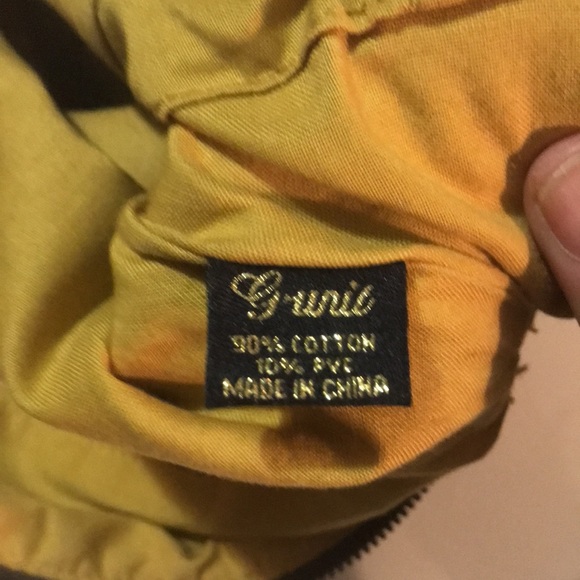 G-unit
90% COTTON
10% PVC
MADE IN CHINA